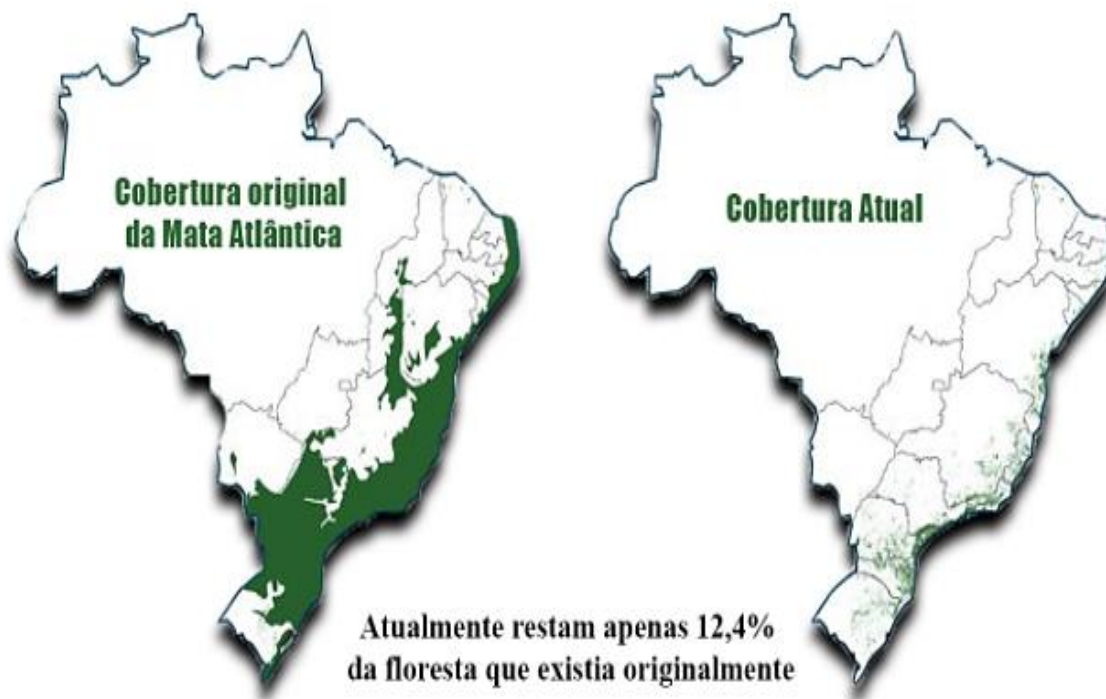 Cobertura original
da Mata Atlântica
Cobertura Atual
Atualmente restam apenas 12,4%
da floresta que existia originalmente